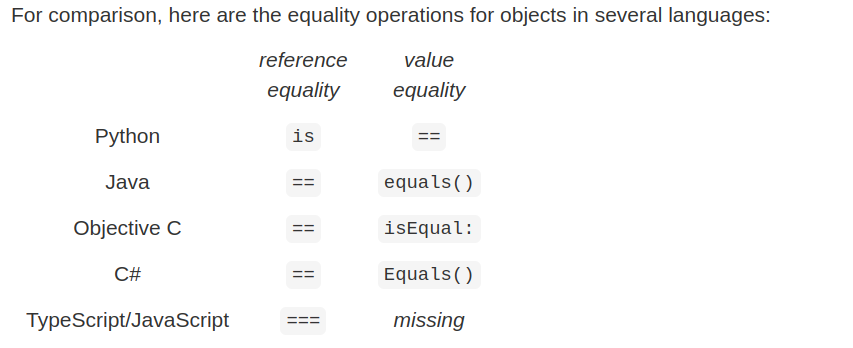 For comparison, here are the equality operations for objects in several languages:
reference value
equality equality
Python is ==
Java == equals()
Objective C == isEqual:
C# == Equals()
TypeScript/JavaScript === missing